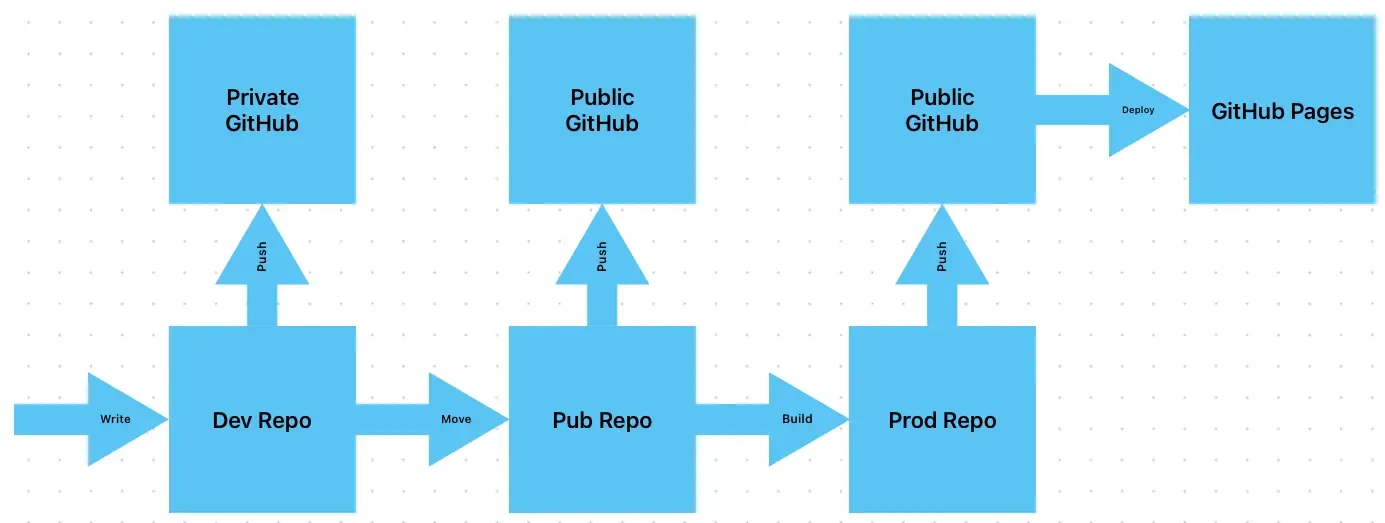 Private
GitHub
Public
GitHub
Public
GitHub
Deploy
GitHub Pages
Push
Push
Push
Write
Dev Repo
Move
Pub Repo
Build
Prod Repo